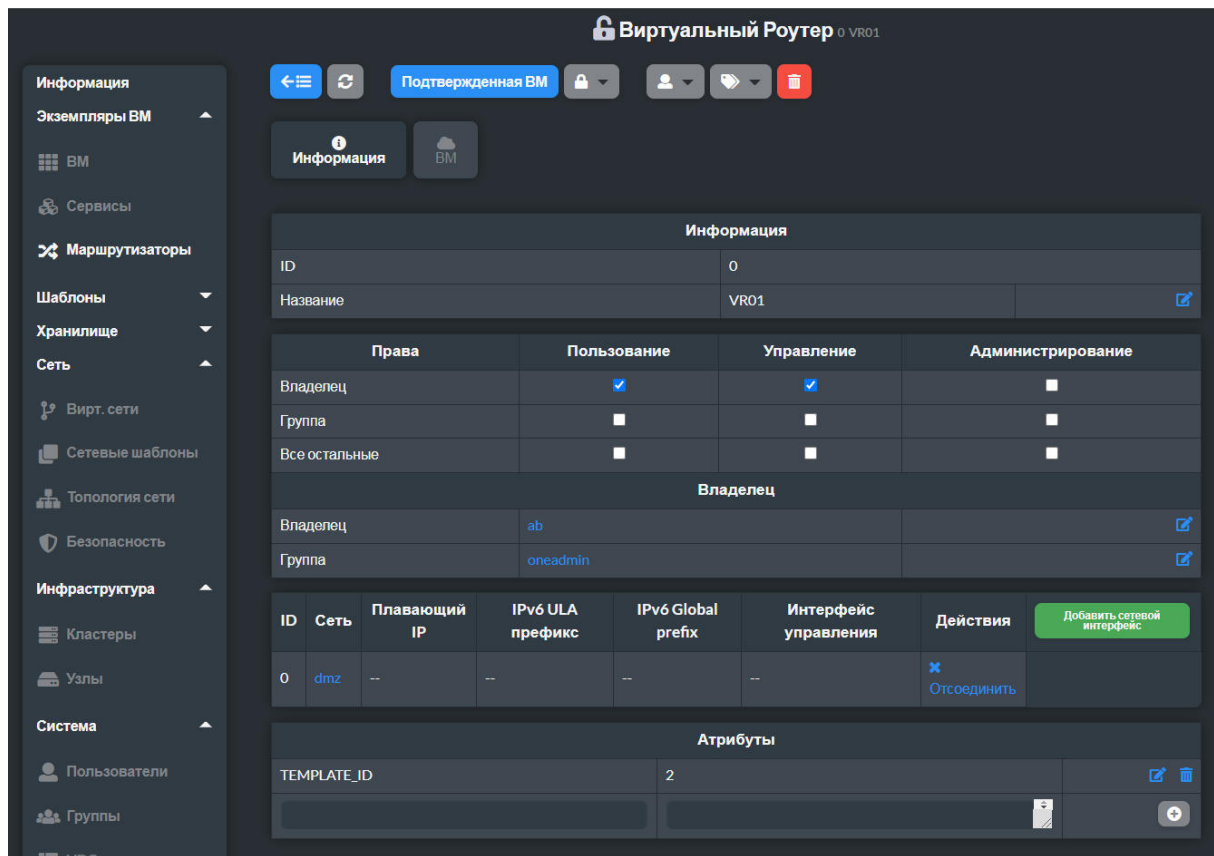 Виртуальный Роутер 0 VR01
Информация
Экземпляры ВМ
ВМ
Сервисы
Маршрутизаторы
Шаблоны
Хранилище
Сеть
Вирт. сети
Сетевые шаблоны
Топология сети
Безопасность
Инфраструктура
Кластеры
Узлы
Система
Пользователи
Группы
Подтвержденная ВМ
Информация
ВМ
Информация
ID 0
Название VR01
Права Пользование Управление Администрирование
Владелец
Группа
Все остальные
Владелец
Владелец ab
Группа oneadmin
ID Сеть Плавающий IP IPv6 ULA префикс IPv6 Global prefix Интерфейс управления Действия Добавить сетевой интерфейс
0 dmz -- -- -- -- Отсоединить
Атрибуты
TEMPLATE_ID 2